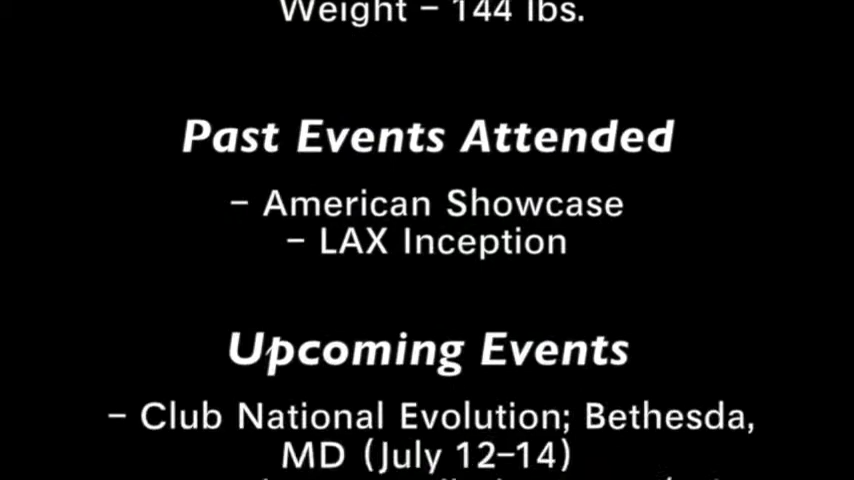 Weight – 144 lbs.
Past Events Attended
– American Showcase
– LAX Inception
Upcoming Events
– Club National Evolution; Bethesda,
MD (July 12–14)